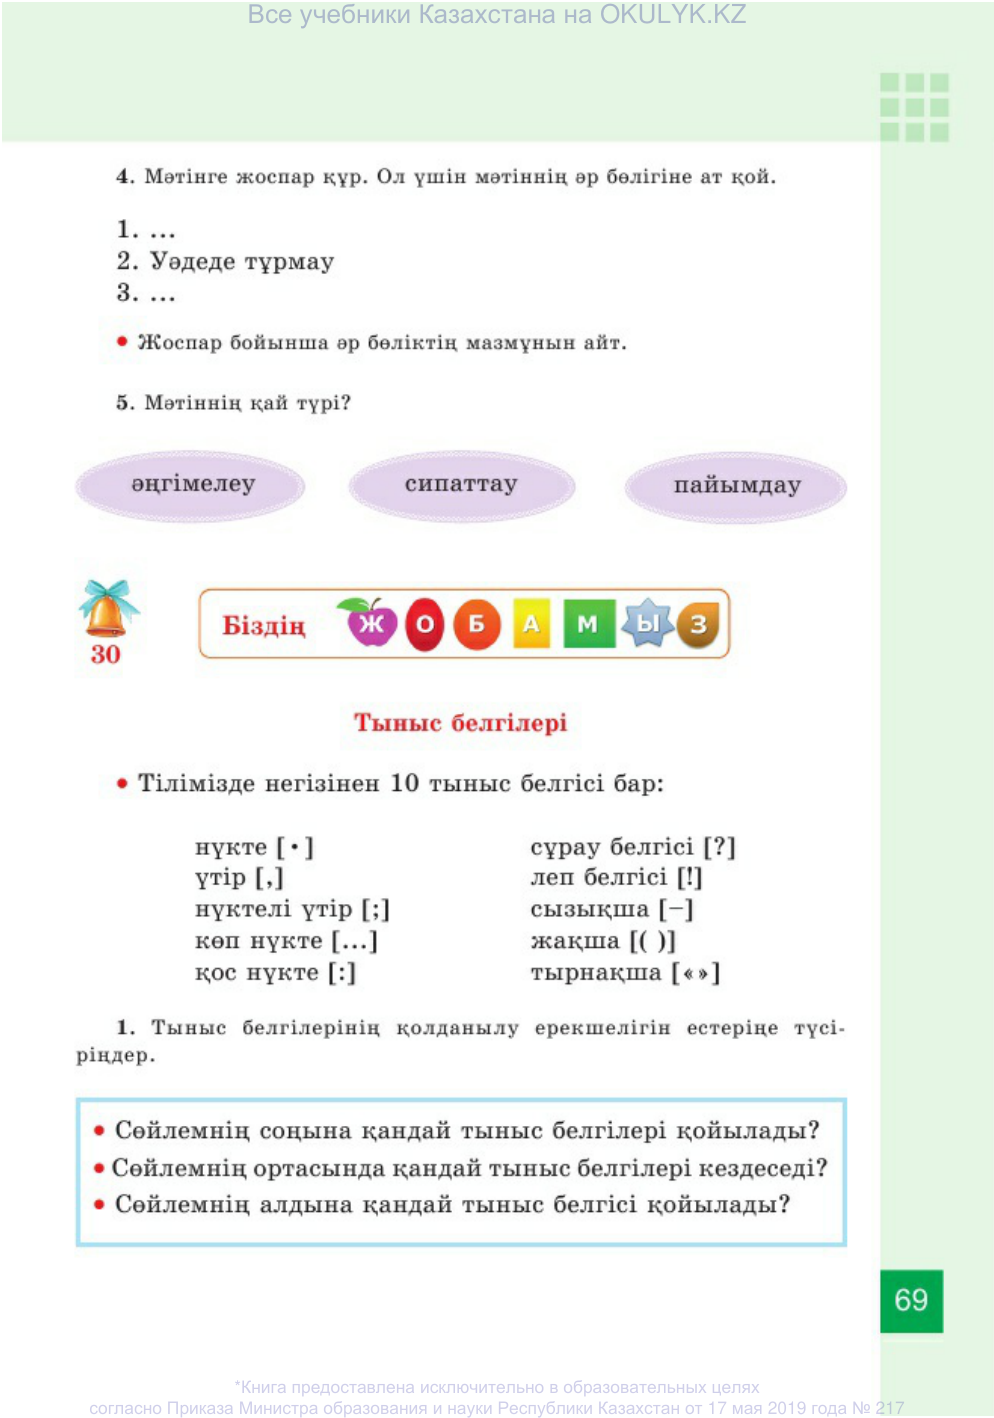 Все учебники Казахстана на OKULYK.KZ
4. Мәтінге жоспар құр. Ол үшін мәтіннің әр бөлігіне ат қой.
1. ...
2. Уәдеде тұрмау
3. ...
• Жоспар бойынша әр бөліктің мазмұнын айт.
5. Мәтіннің қай түрі?
әңгімелеу сипаттау пайымдау
30
Біздің ЖОБАМЫЗ
Тыныс белгілері
• Тілімізде негізінен 10 тыныс белгісі бар:
нүкте [·] сұрау белгісі [?]
үтір [,] леп белгісі [!]
нүктелі үтір [;] сызықша [–]
көп нүкте [...] жақша [( )]
қос нүкте [:] тырнақша [«»]
1. Тыныс белгілерінің қолданылу ерекшелігін естеріңе түсі-
ріңдер.
• Сөйлемнің соңына қандай тыныс белгілері қойылады?
• Сөйлемнің ортасында қандай тыныс белгілері кездеседі?
• Сөйлемнің алдына қандай тыныс белгісі қойылады?
69
*Книга предоставлена исключительно в образовательных целях
согласно Приказа Министра образования и науки Республики Казахстан от 17 мая 2019 года № 217